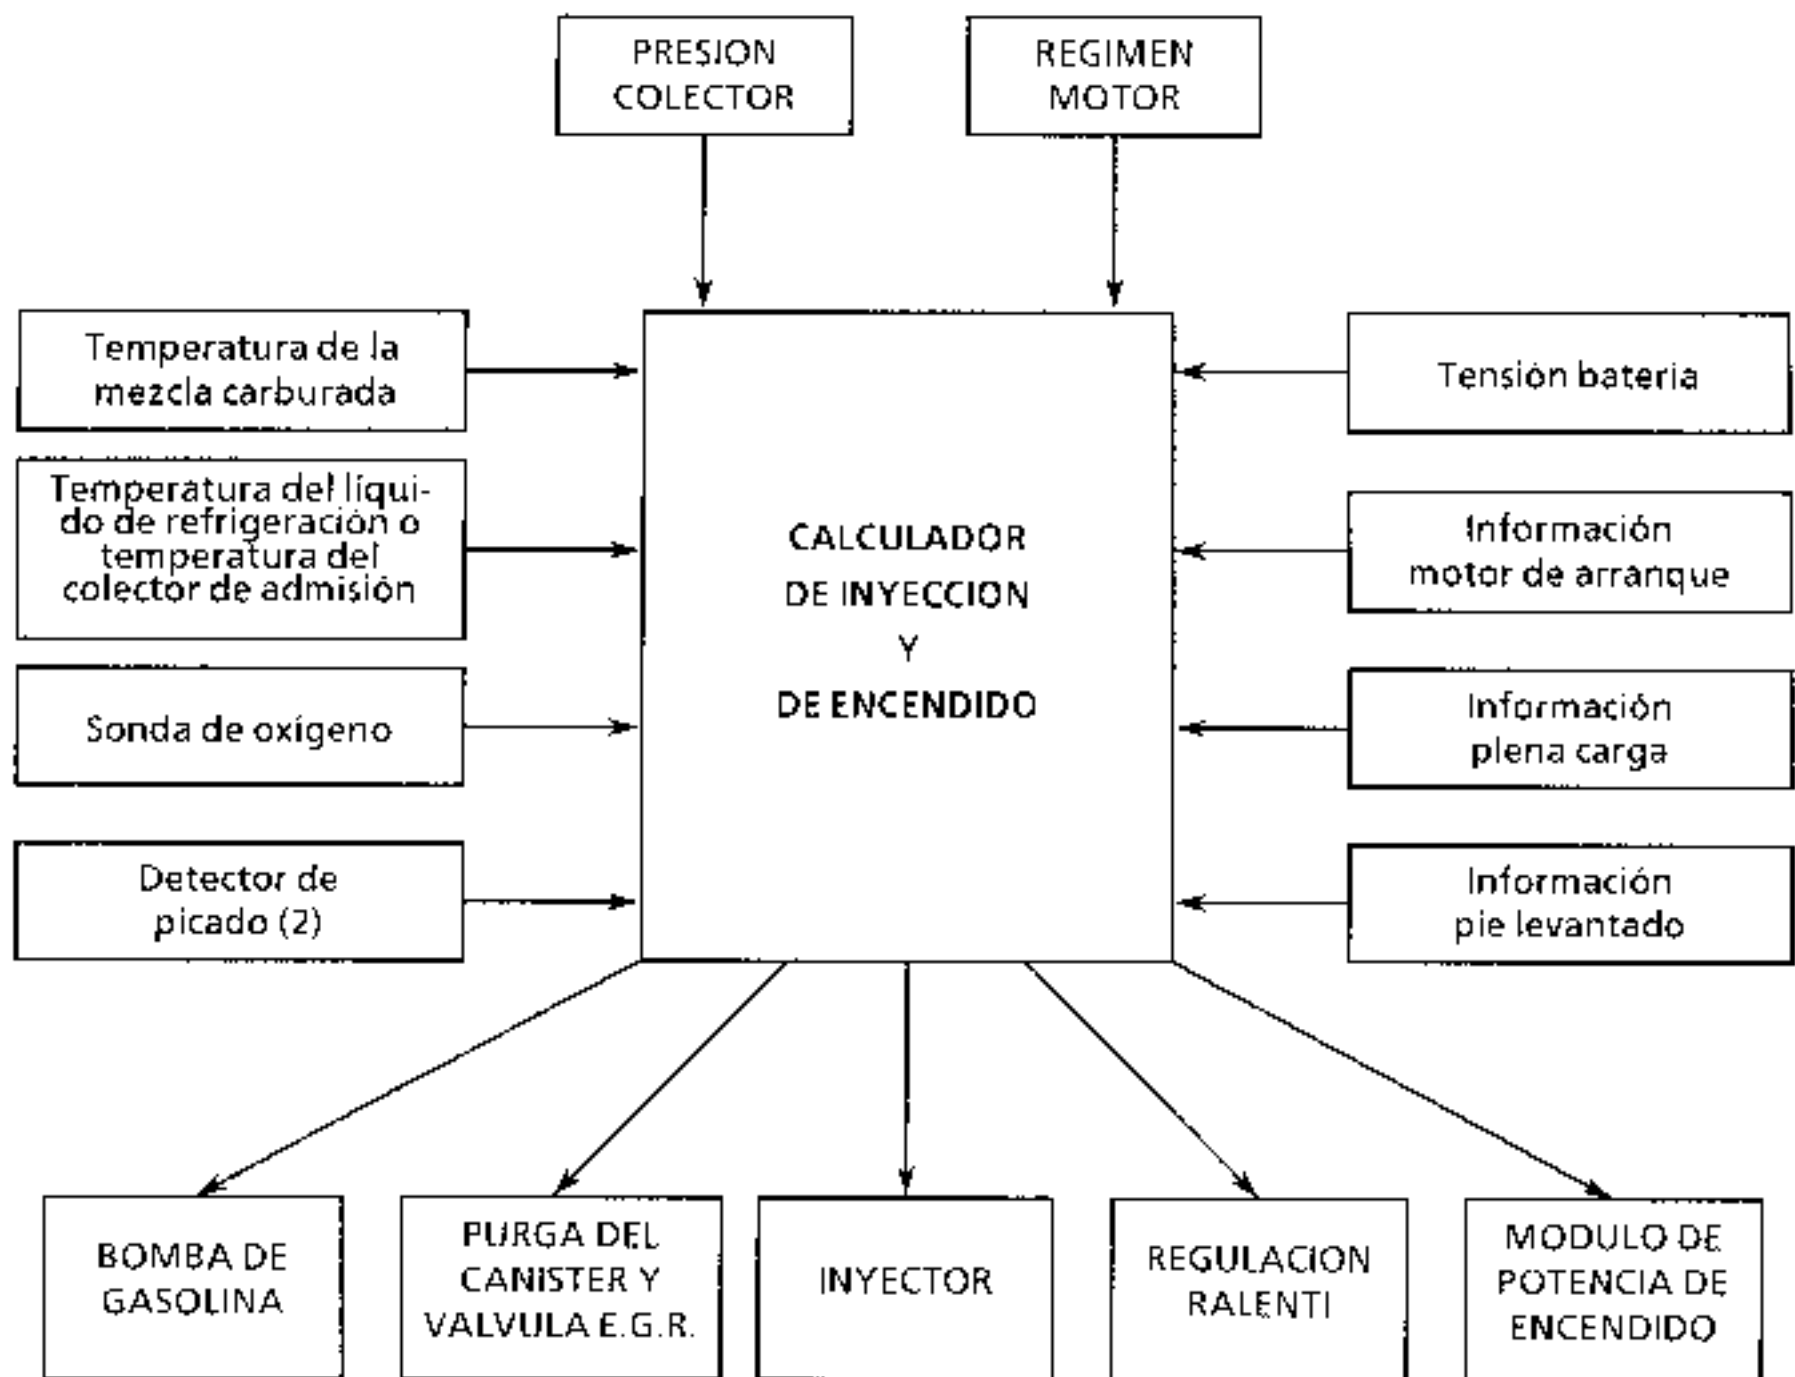 PRESION
COLECTOR
REGIMEN
MOTOR
Temperatura de la
mezcla carburada
Temperatura del líqui-
do de refrigeración o
temperatura del
colector de admisión
Sonda de oxígeno
Detector de
picado (2)
CALCULADOR
DE INYECCION
Y
DE ENCENDIDO
Tensión bateria
Información
motor de arranque
Información
plena carga
Información
pie levantado
BOMBA DE
GASOLINA
PURGA DEL
CANISTER Y
VALVULA E.G.R.
INYECTOR
REGULACION
RALENTI
MODULO DE
POTENCIA DE
ENCENDIDO